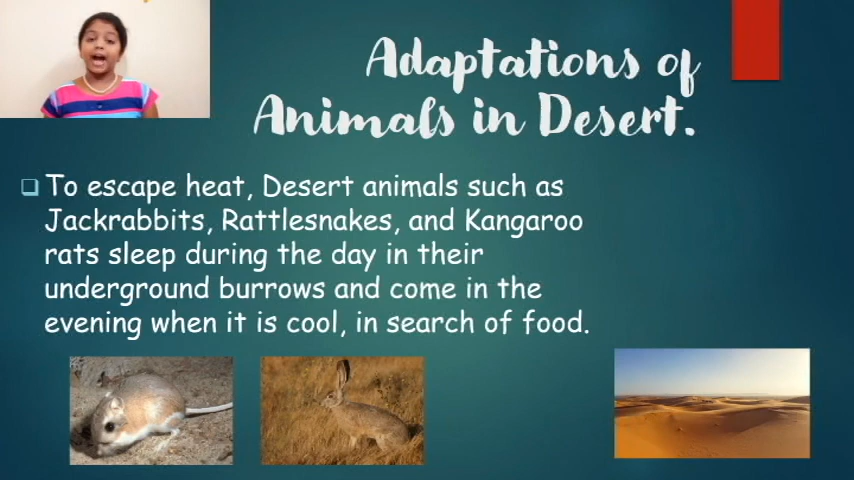 Adaptations of
Animals in Desert.
To escape heat, Desert animals such as
Jackrabbits, Rattlesnakes, and Kangaroo
rats sleep during the day in their
underground burrows and come in the
evening when it is cool, in search of food.